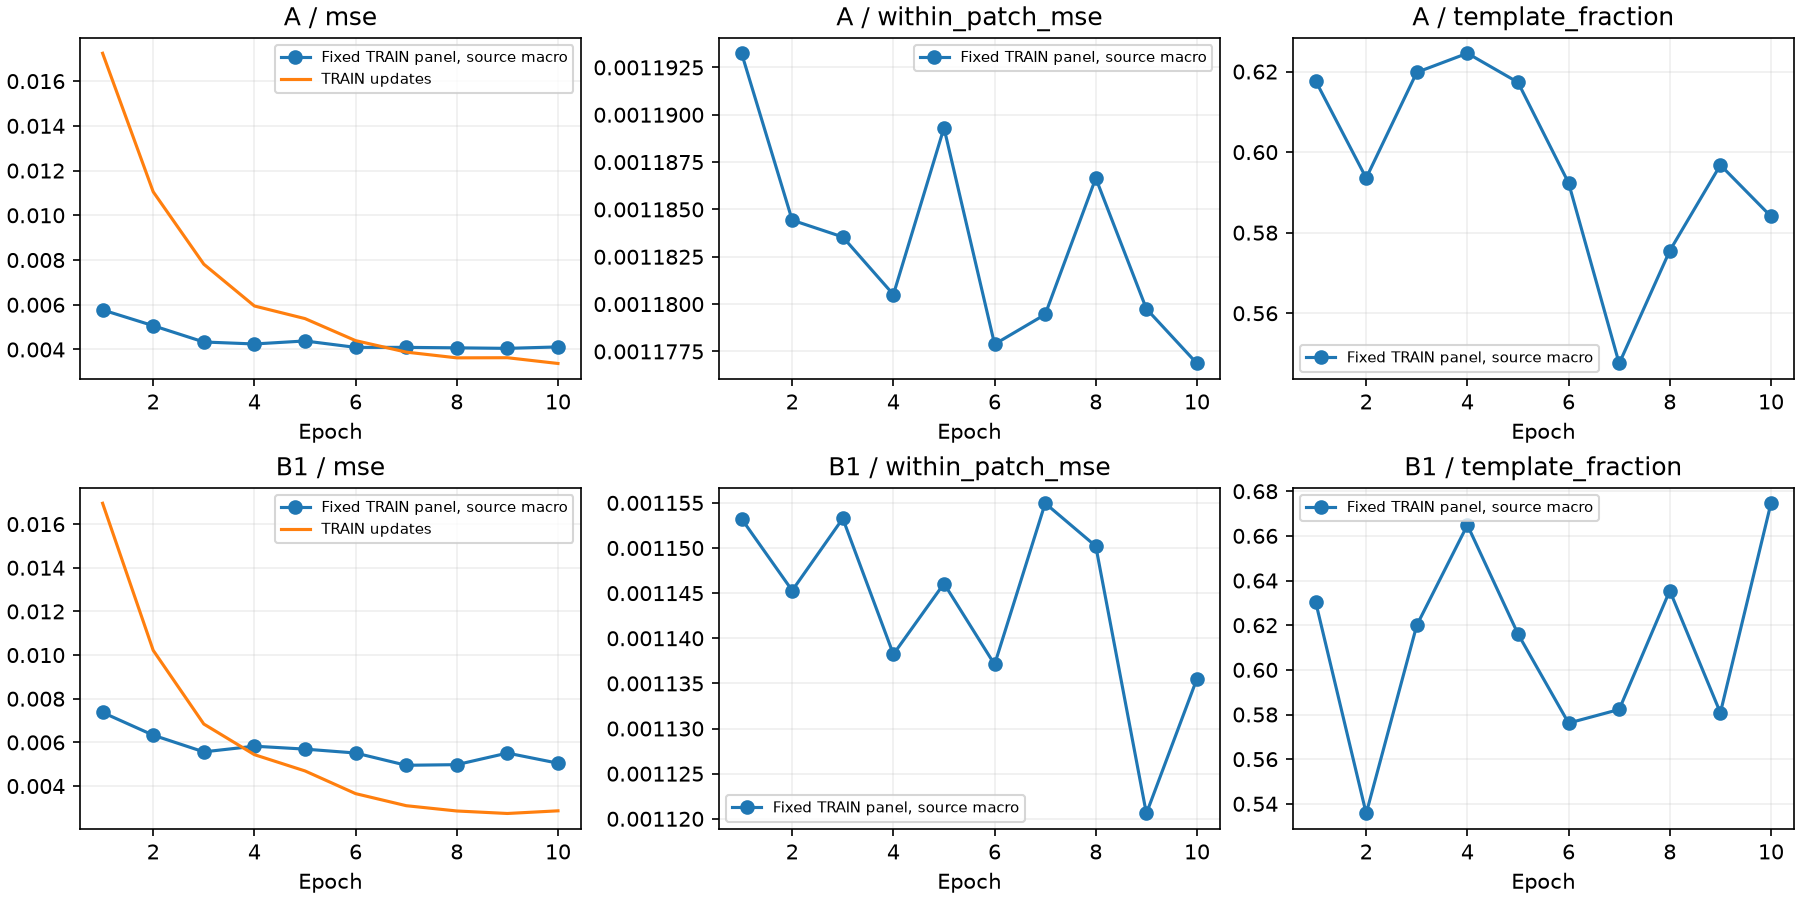 A / mse
Fixed TRAIN panel, source macro
TRAIN updates
0.016
0.014
0.012
0.010
0.008
0.006
0.004
2 4 6 8 10
Epoch
A / within_patch_mse
Fixed TRAIN panel, source macro
0.0011925
0.0011900
0.0011875
0.0011850
0.0011825
0.0011800
0.0011775
2 4 6 8 10
Epoch
A / template_fraction
0.62
0.60
0.58
0.56
Fixed TRAIN panel, source macro
2 4 6 8 10
Epoch
B1 / mse
Fixed TRAIN panel, source macro
TRAIN updates
0.016
0.014
0.012
0.010
0.008
0.006
0.004
2 4 6 8 10
Epoch
B1 / within_patch_mse
0.001155
0.001150
0.001145
0.001140
0.001135
0.001130
0.001125
0.001120
Fixed TRAIN panel, source macro
2 4 6 8 10
Epoch
B1 / template_fraction
Fixed TRAIN panel, source macro
0.68
0.66
0.64
0.62
0.60
0.58
0.56
0.54
2 4 6 8 10
Epoch